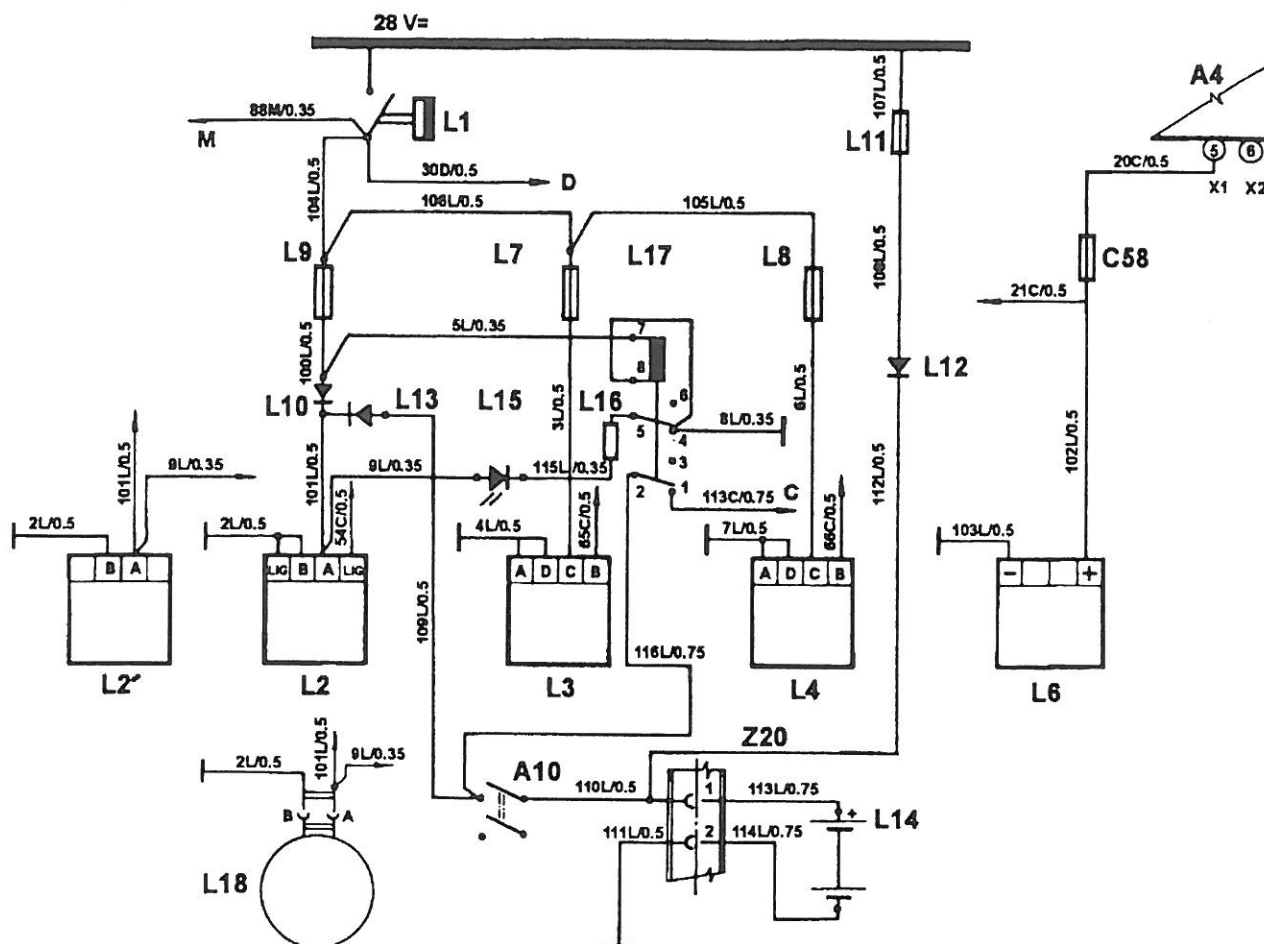 28 V=
A4
88M/0.35
L1
M
107L/0.5
L11
5 6
20C/0.5
X1 X2
30D/0.5
D
104L/0.5
106L/0.5
105L/0.5
L9
L7
L17
L8
108L/0.5
C58
21C/0.5
5L/0.35
7
8
100L/0.5
L12
L10
L13
L15
3L/0.5
L16
6
6L/0.5
5
4
8L/0.35
3
102L/0.5
101L/0.5
9L/0.35
101L/0.5
9L/0.35
115L/0.35
2
1
113C/0.75
C
112L/0.5
2L/0.5
2L/0.5
54C/0.5
4L/0.5
65C/0.5
7L/0.5
66C/0.5
103L/0.5
B A
LIG B A LIG
A D C B
A D C B
− +
109L/0.5
116L/0.75
L2′
L2
L3
L4
L6
101L/0.5
Z20
2L/0.5
9L/0.35
A10
110L/0.5
1
113L/0.75
B A
+
L14
111L/0.5
2
114L/0.75
L18